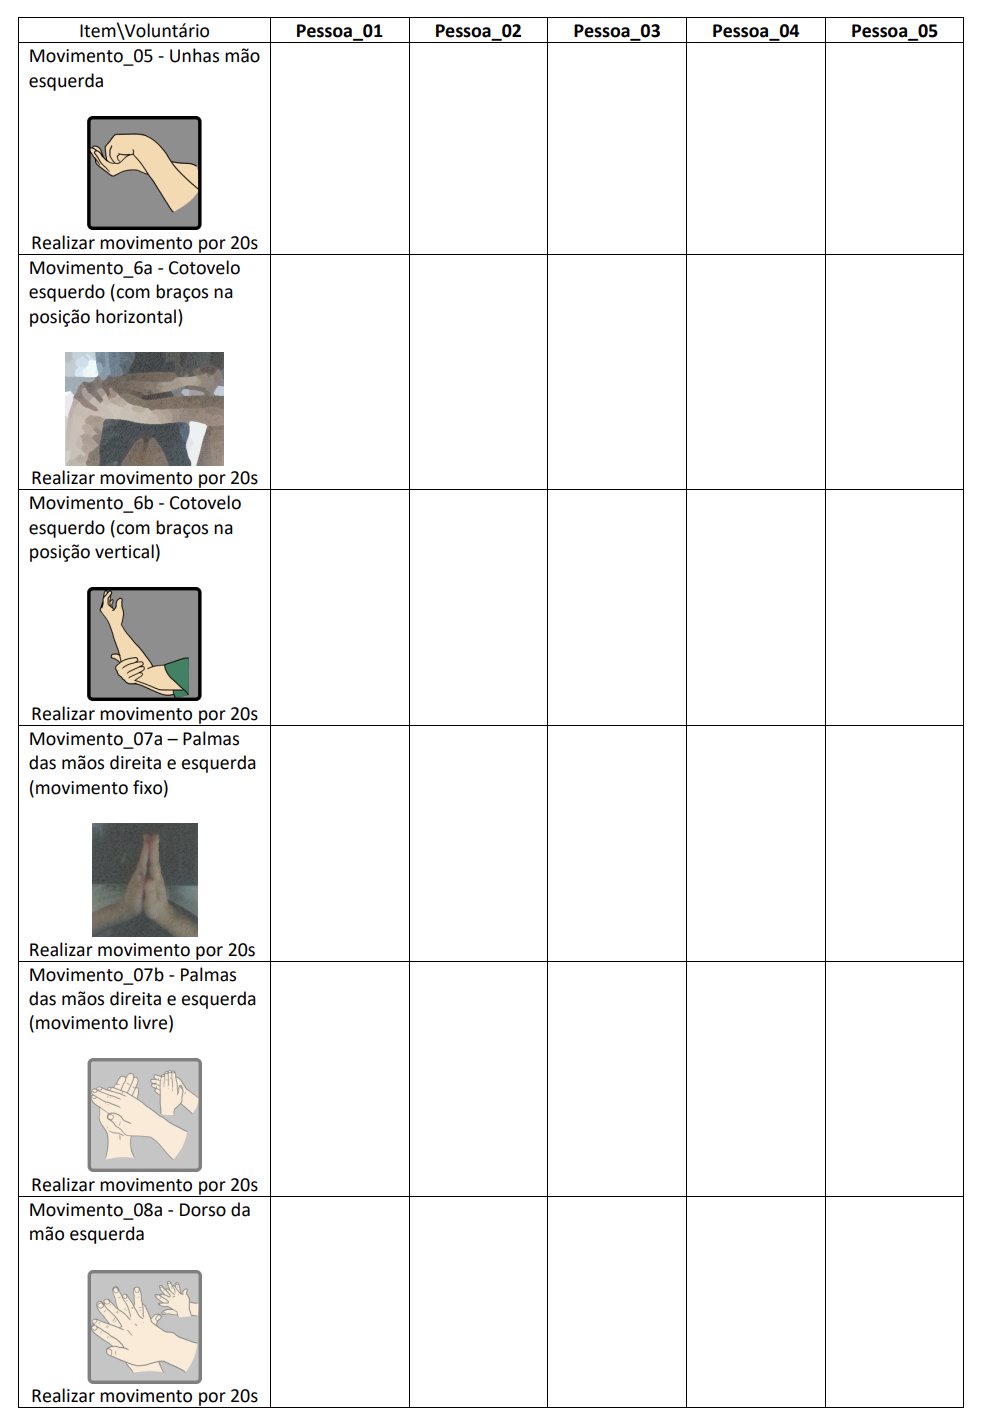 Item\Voluntário Pessoa_01 Pessoa_02 Pessoa_03 Pessoa_04 Pessoa_05
Movimento_05 - Unhas mão
esquerda
Realizar movimento por 20s
Movimento_6a - Cotovelo
esquerdo (com braços na
posição horizontal)
Realizar movimento por 20s
Movimento_6b - Cotovelo
esquerdo (com braços na
posição vertical)
Realizar movimento por 20s
Movimento_07a – Palmas
das mãos direita e esquerda
(movimento fixo)
Realizar movimento por 20s
Movimento_07b - Palmas
das mãos direita e esquerda
(movimento livre)
Realizar movimento por 20s
Movimento_08a - Dorso da
mão esquerda
Realizar movimento por 20s